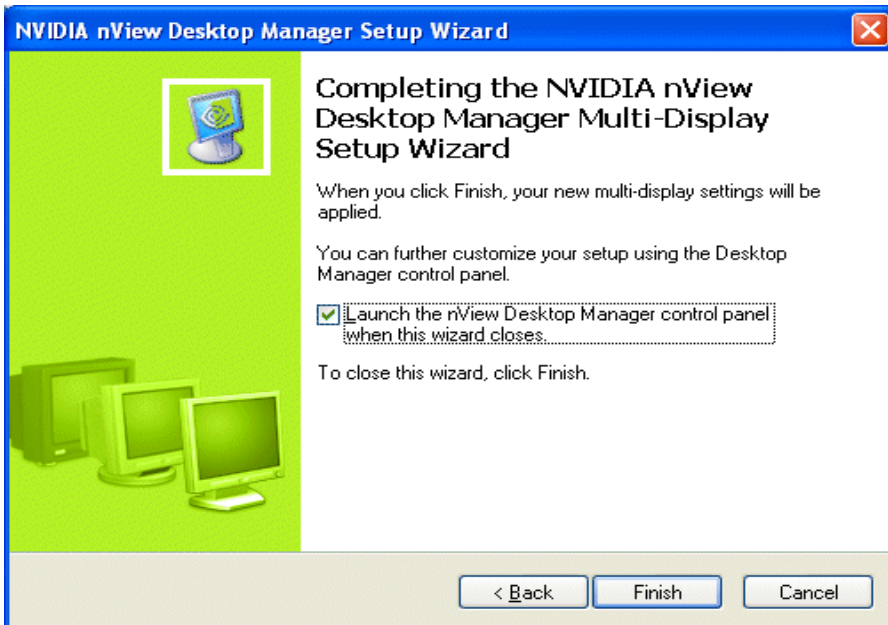 NVIDIA nView Desktop Manager Setup Wizard
Completing the NVIDIA nView
Desktop Manager Multi-Display
Setup Wizard
When you click Finish, your new multi-display settings will be
applied.
You can further customize your setup using the Desktop
Manager control panel.
Launch the nView Desktop Manager control panel
when this wizard closes.
To close this wizard, click Finish.
< Back
Finish
Cancel